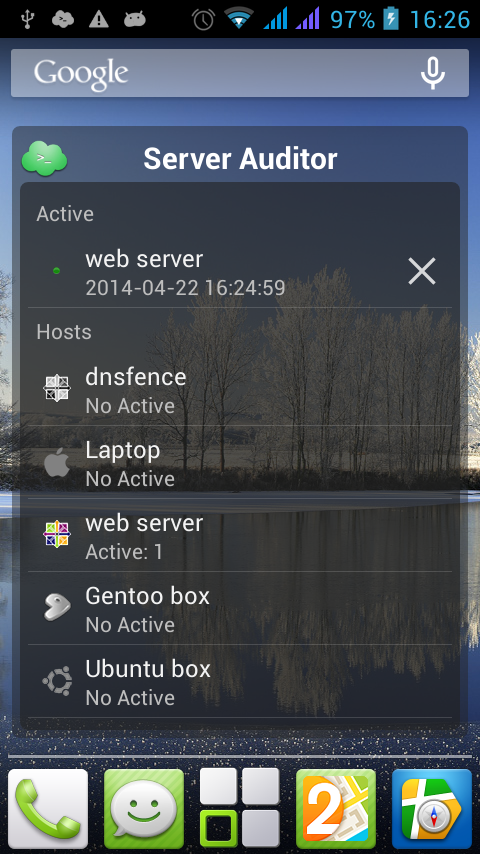 97% 16:26
Google
>_ Server Auditor
Active
web server
2014-04-22 16:24:59
Hosts
dnsfence
No Active
Laptop
No Active
web server
Active: 1
Gentoo box
No Active
Ubuntu box
No Active
2